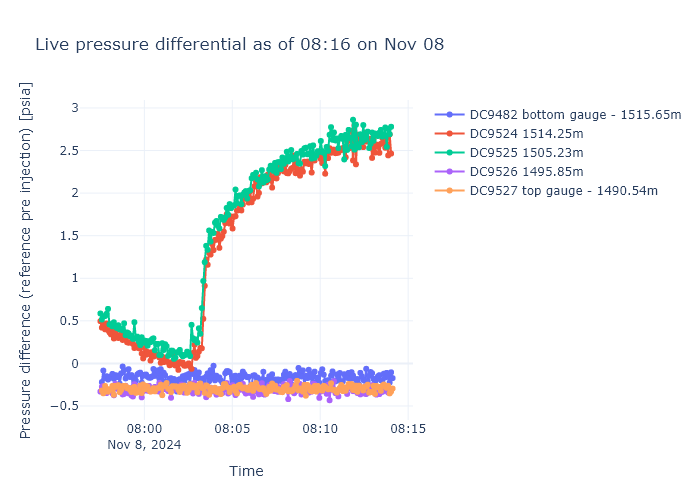 Live pressure differential as of 08:16 on Nov 08
Pressure difference (reference pre injection) [psia]
3
2.5
2
1.5
1
0.5
0
−0.5
08:00
Nov 8, 2024
08:05
08:10
08:15
Time
DC9482 bottom gauge - 1515.65m
DC9524 1514.25m
DC9525 1505.23m
DC9526 1495.85m
DC9527 top gauge - 1490.54m